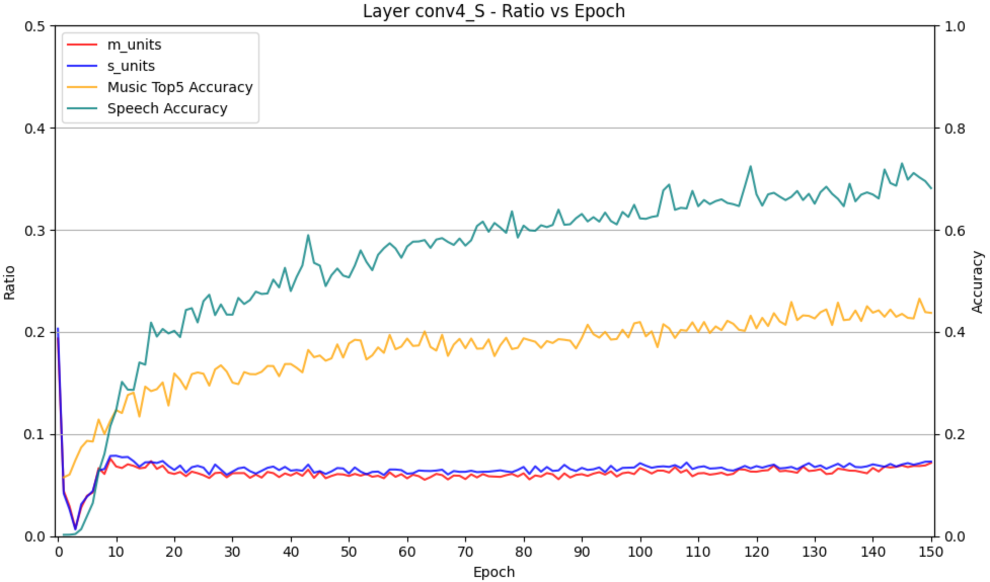 Layer conv4_S - Ratio vs Epoch
m_units
s_units
Music Top5 Accuracy
Speech Accuracy
Ratio
0.5
0.4
0.3
0.2
0.1
0.0
Accuracy
1.0
0.8
0.6
0.4
0.2
0.0
0 10 20 30 40 50 60 70 80 90 100 110 120 130 140 150
Epoch